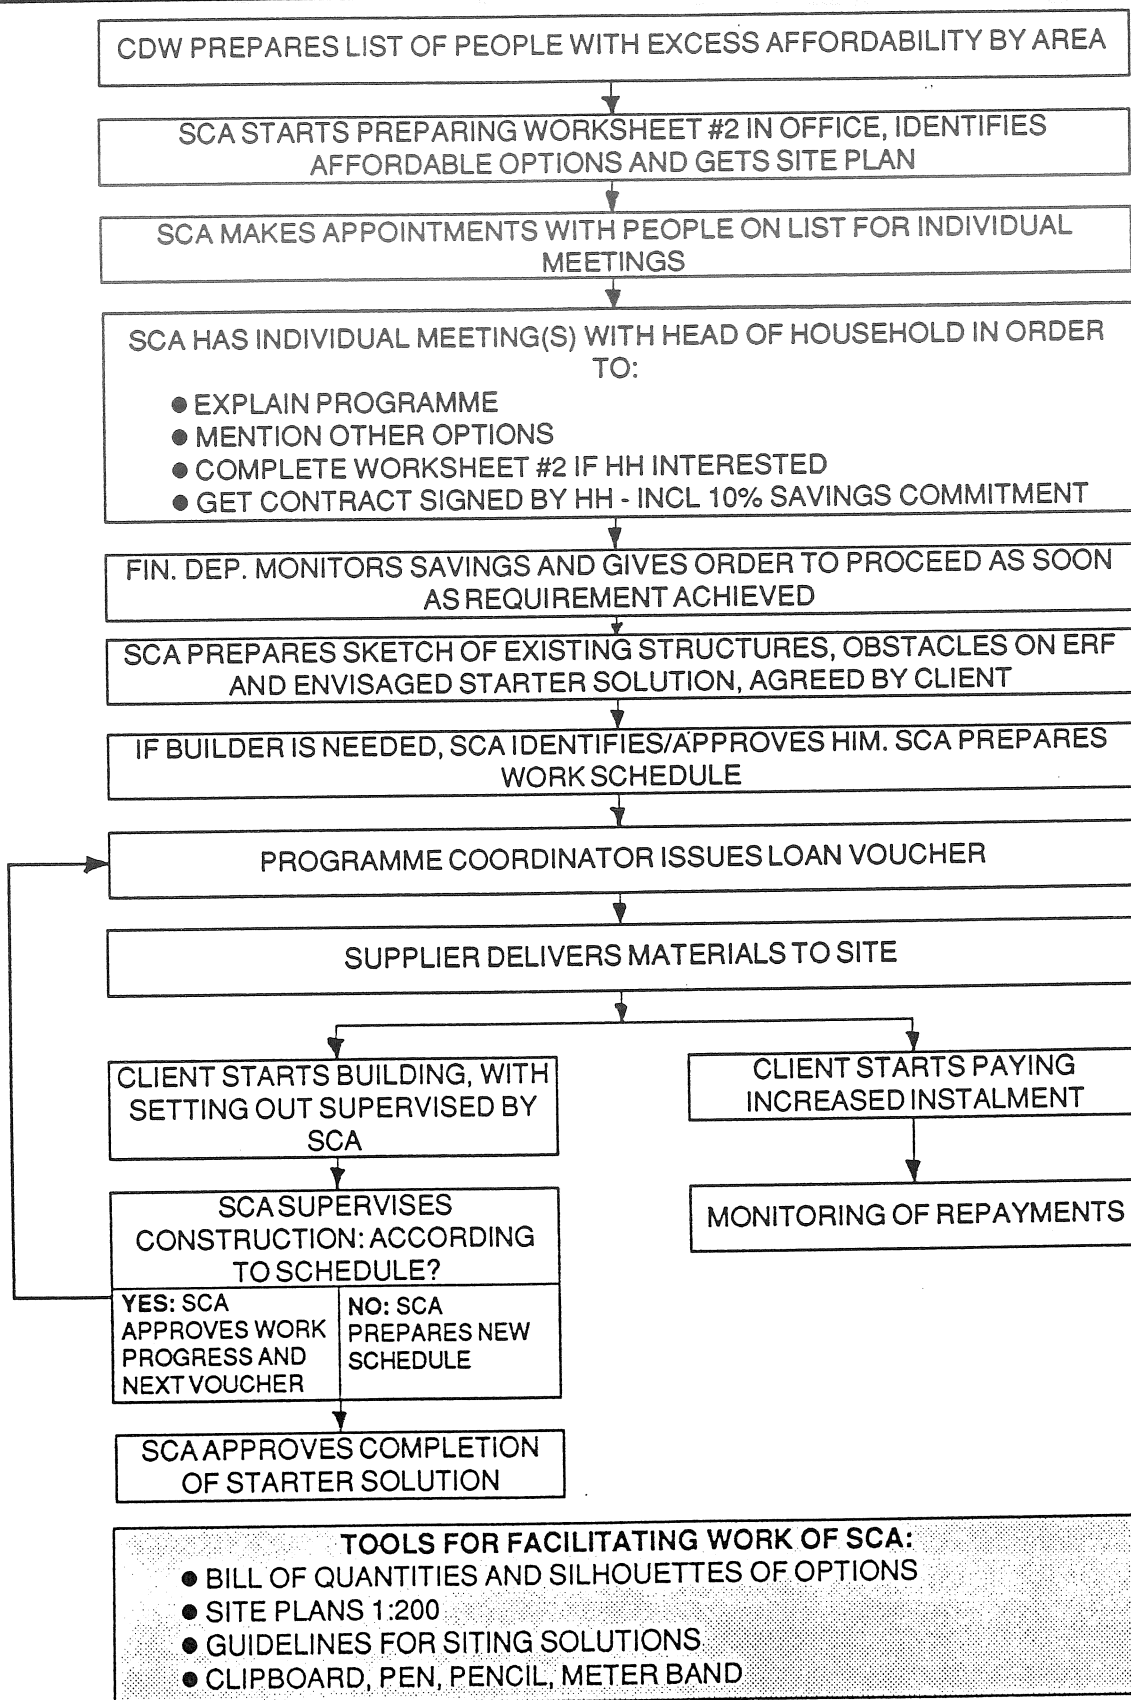 CDW PREPARES LIST OF PEOPLE WITH EXCESS AFFORDABILITY BY AREA
SCA STARTS PREPARING WORKSHEET #2 IN OFFICE, IDENTIFIES
AFFORDABLE OPTIONS AND GETS SITE PLAN
SCA MAKES APPOINTMENTS WITH PEOPLE ON LIST FOR INDIVIDUAL
MEETINGS
SCA HAS INDIVIDUAL MEETING(S) WITH HEAD OF HOUSEHOLD IN ORDER
TO:
● EXPLAIN PROGRAMME
● MENTION OTHER OPTIONS
● COMPLETE WORKSHEET #2 IF HH INTERESTED
● GET CONTRACT SIGNED BY HH - INCL 10% SAVINGS COMMITMENT
FIN. DEP. MONITORS SAVINGS AND GIVES ORDER TO PROCEED AS SOON
AS REQUIREMENT ACHIEVED
SCA PREPARES SKETCH OF EXISTING STRUCTURES, OBSTACLES ON ERF
AND ENVISAGED STARTER SOLUTION, AGREED BY CLIENT
IF BUILDER IS NEEDED, SCA IDENTIFIES/APPROVES HIM. SCA PREPARES
WORK SCHEDULE
PROGRAMME COORDINATOR ISSUES LOAN VOUCHER
SUPPLIER DELIVERS MATERIALS TO SITE
CLIENT STARTS BUILDING, WITH
SETTING OUT SUPERVISED BY
SCA
CLIENT STARTS PAYING
INCREASED INSTALMENT
SCA SUPERVISES
CONSTRUCTION: ACCORDING
TO SCHEDULE?
MONITORING OF REPAYMENTS
YES: SCA
APPROVES WORK
PROGRESS AND
NEXT VOUCHER
NO: SCA
PREPARES NEW
SCHEDULE
SCA APPROVES COMPLETION
OF STARTER SOLUTION
TOOLS FOR FACILITATING WORK OF SCA:
● BILL OF QUANTITIES AND SILHOUETTES OF OPTIONS
● SITE PLANS 1:200
● GUIDELINES FOR SITING SOLUTIONS
● CLIPBOARD, PEN, PENCIL, METER BAND